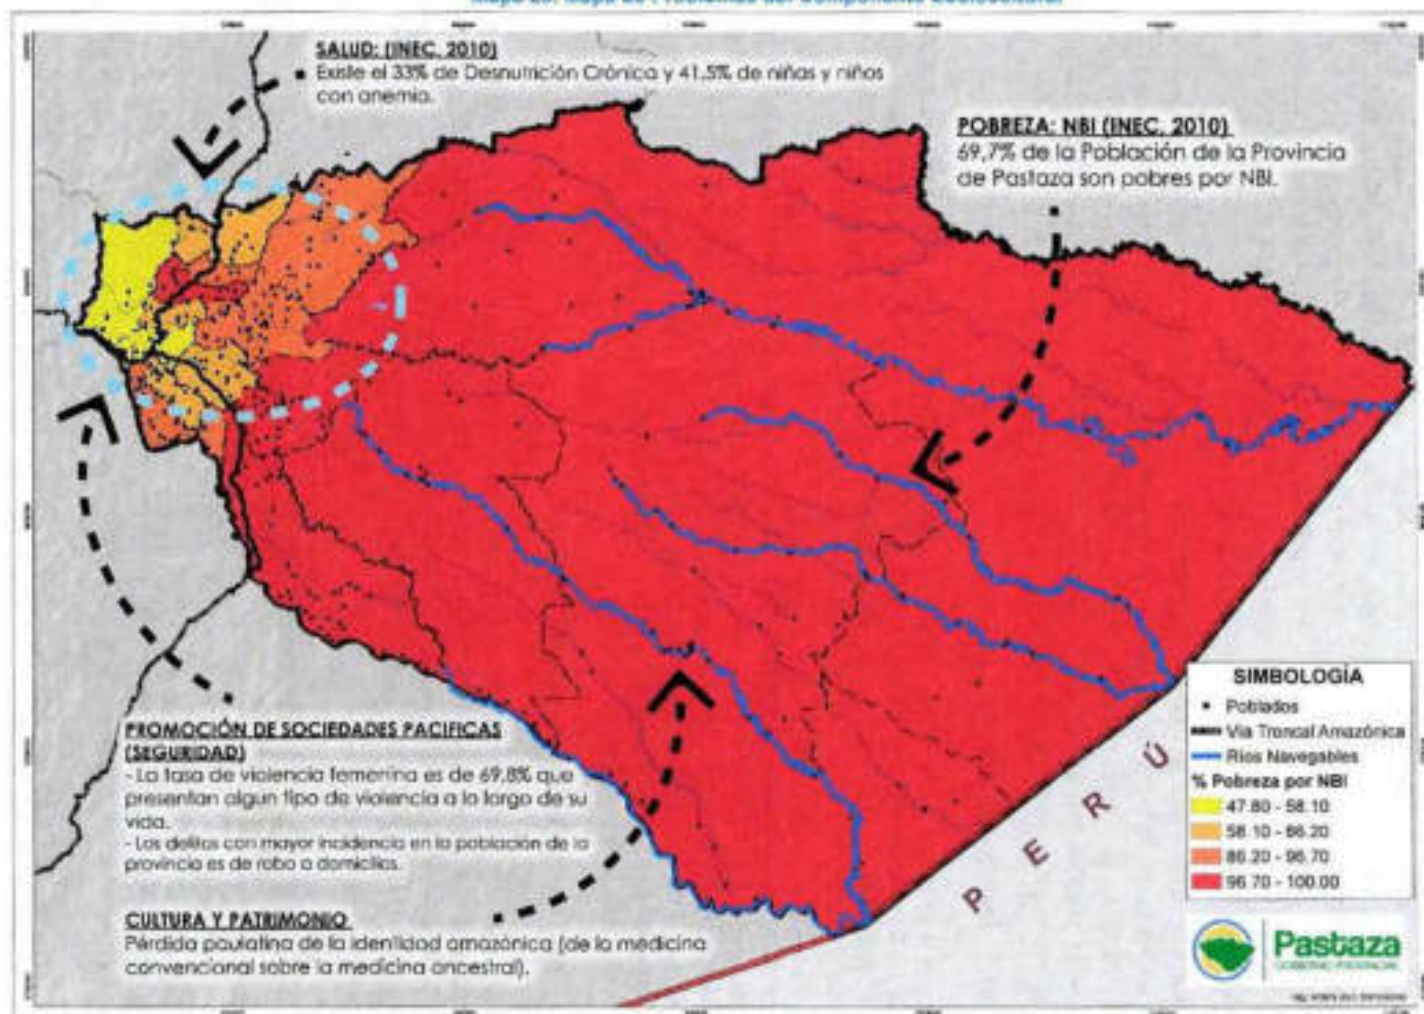 SALUD: (INEC, 2010)
Existe el 33% de Desnutrición Crónica y 41,5% de niñas y niños
con anemia.
POBREZA: NBI (INEC, 2010)
69,7% de la Población de la Provincia
de Pastaza son pobres por NBI.
PROMOCIÓN DE SOCIEDADES PACIFICAS
(SEGURIDAD)
- La tasa de violencia femenina es de 69,8% que
presentan algun tipo de violencia a lo largo de su
vida.
- Los delitos con mayor incidencia en la población de la
provincia es de robo a domicilios.
CULTURA Y PATRIMONIO
Pérdida paulatina de la identidad amazónica (de la medicina
convencional sobre la medicina ancestral).
PERÚ
SIMBOLOGÍA
Poblados
Via Troncal Amazónica
Rios Navegables
% Pobreza por NBI
47.80 - 58.10
58.10 - 86.20
86.20 - 96.70
96.70 - 100.00
Pastaza
GOBIERNO PROVINCIAL